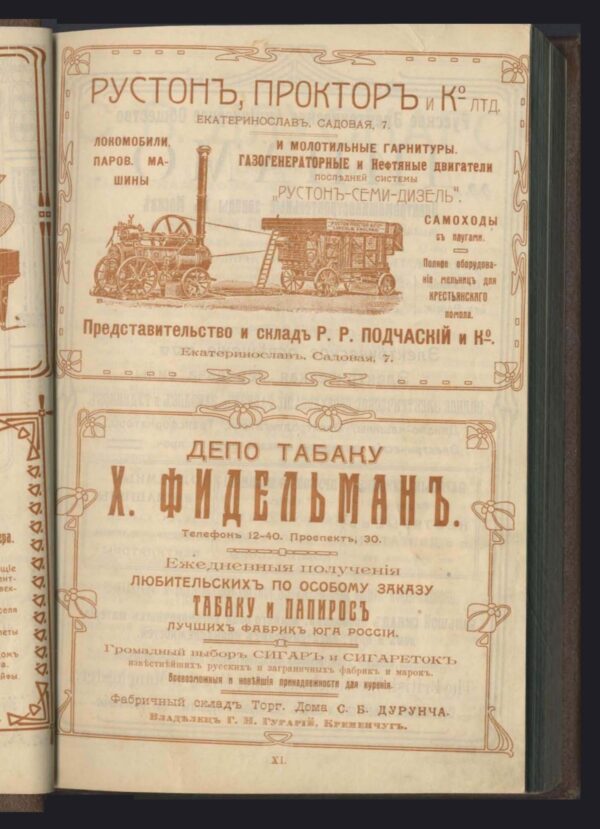 РУСТОНЪ, ПРОКТОРЪ и Ко ЛТД.
ЕКАТЕРИНОСЛАВЪ. САДОВАЯ, 7.
ЛОКОМОБИЛИ,
ПАРОВ. МА-
ШИНЫ
И МОЛОТИЛЬНЫЕ ГАРНИТУРЫ.
ГАЗОГЕНЕРАТОРНЫЕ и Нефтяные двигатели
ПОСЛѢДНЕЙ СИСТЕМЫ
„РУСТОНЪ-СЕМИ-ДИЗЕЛЬ“.
САМОХОДЫ
съ плугами.
Полное оборудова-
нія мельницъ для
КРЕСТЬЯНСКАГО
помола.
Представительство и складъ Р. Р. ПОДЧАСКІЙ и Ко.
Екатеринославъ. Садовая, 7.
ДЕПО ТАБАКУ
Х. ФИДЕЛЬМАНЪ.
Телефонъ 12-40. Проспектъ, 30.
Ежедневныя получения
ЛЮБИТЕЛЬСКИХЪ ПО ОСОБОМУ ЗАКАЗУ
ТАБАКУ и ПАПИРОСЪ
ЛУЧШИХЪ ФАБРИКЪ ЮГА РОССІИ.
Громадный выборъ СИГАРЪ и СИГАРЕТОКЪ
извѣстнѣйшихъ русскихъ и заграничныхъ фабрикъ и марокъ.
Всевозможныя и новѣйшія принадлежности для куренія.
Фабричный складъ Торг. Дома С. Б. ДУРУНЧА.
Владѣлец Г. Н. Гурарій, Кременчугъ.
XI.